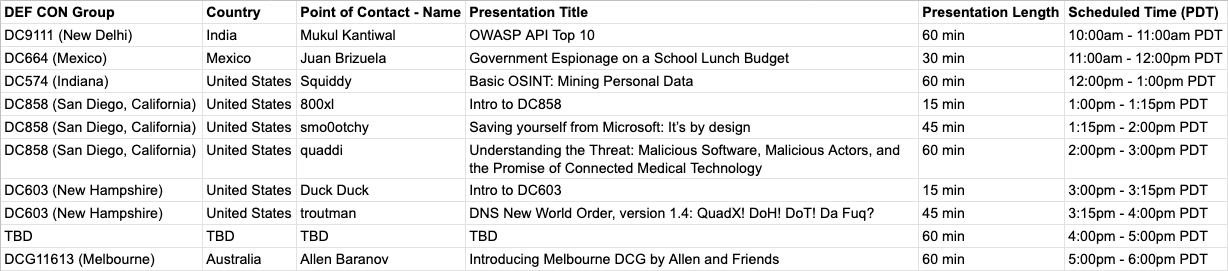 DEF CON Group Country Point of Contact - Name Presentation Title Presentation Length Scheduled Time (PDT)
DC9111 (New Delhi) India Mukul Kantiwal OWASP API Top 10 60 min 10:00am - 11:00am PDT
DC664 (Mexico) Mexico Juan Brizuela Government Espionage on a School Lunch Budget 30 min 11:00am - 12:00pm PDT
DC574 (Indiana) United States Squiddy Basic OSINT: Mining Personal Data 60 min 12:00pm - 1:00pm PDT
DC858 (San Diego, California) United States 800xl Intro to DC858 15 min 1:00pm - 1:15pm PDT
DC858 (San Diego, California) United States smo0otchy Saving yourself from Microsoft: It's by design 45 min 1:15pm - 2:00pm PDT
DC858 (San Diego, California) United States quaddi Understanding the Threat: Malicious Software, Malicious Actors, and 60 min 2:00pm - 3:00pm PDT
the Promise of Connected Medical Technology
DC603 (New Hampshire) United States Duck Duck Intro to DC603 15 min 3:00pm - 3:15pm PDT
DC603 (New Hampshire) United States troutman DNS New World Order, version 1.4: QuadX! DoH! DoT! Da Fuq? 45 min 3:15pm - 4:00pm PDT
TBD TBD TBD TBD 60 min 4:00pm - 5:00pm PDT
DCG11613 (Melbourne) Australia Allen Baranov Introducing Melbourne DCG by Allen and Friends 60 min 5:00pm - 6:00pm PDT